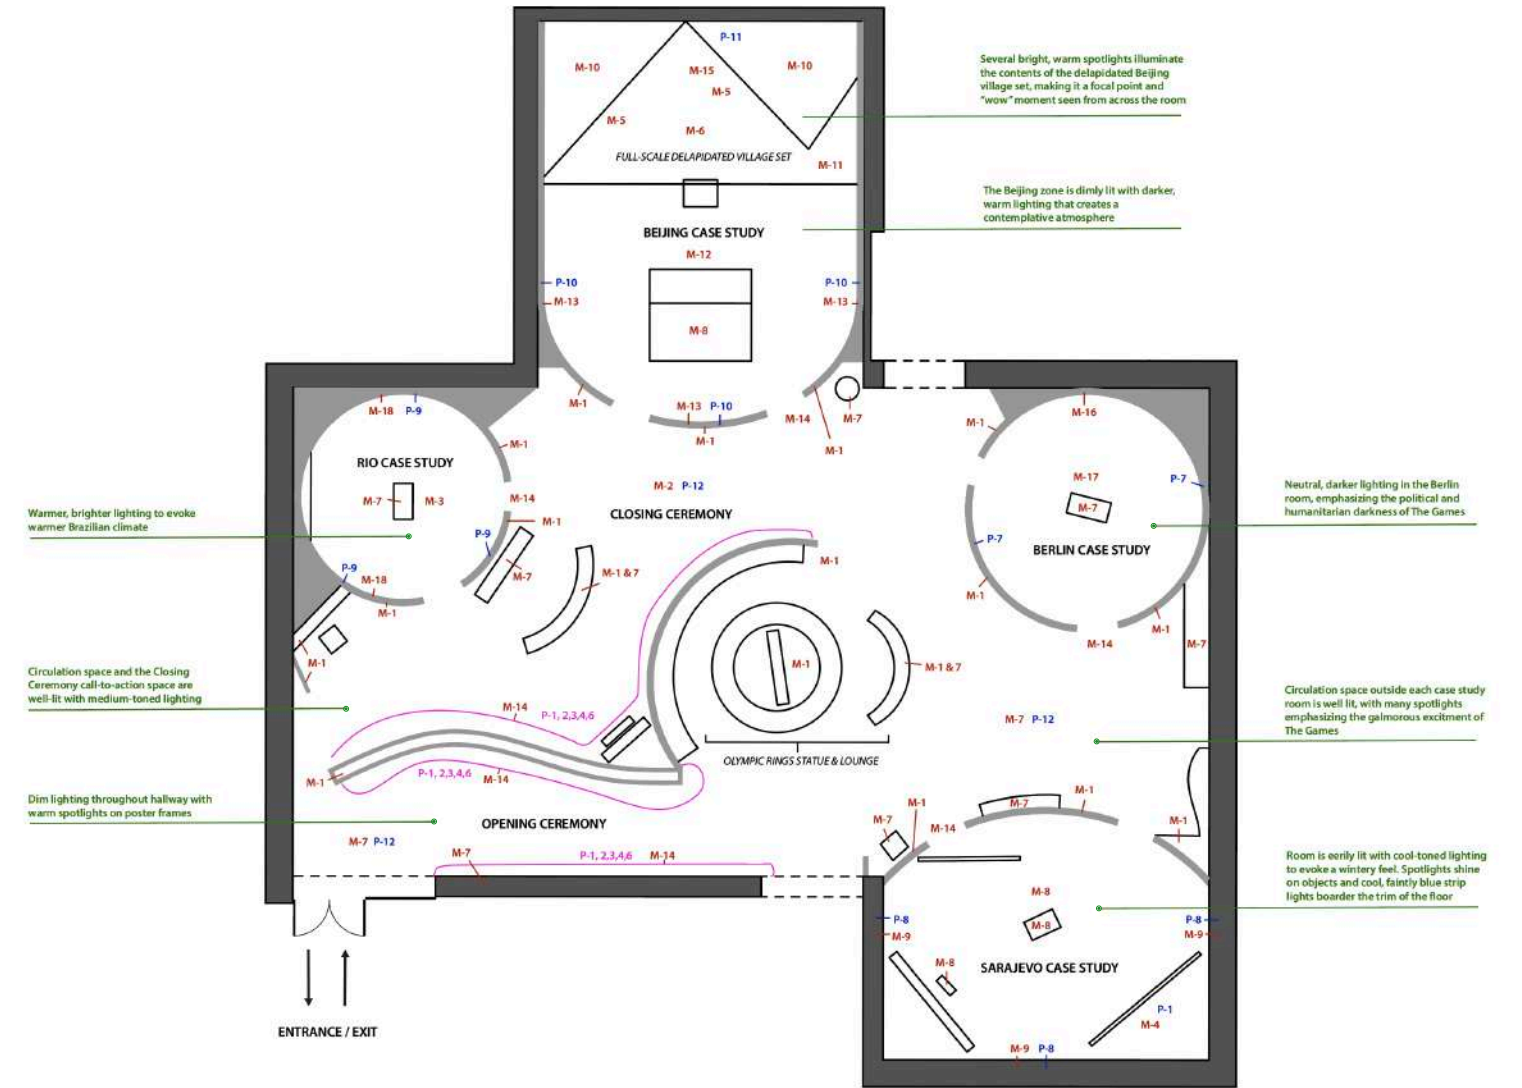 P-11
M-10
M-15
M-10
M-5
M-5
M-6
FULL-SCALE DELAPIDATED VILLAGE SET
M-11
Several bright, warm spotlights illuminate
the contents of the delapidated Beijing
village set, making it a focal point and
"wow" moment seen from across the room
The Beijing zone is dimly lit with darker,
warm lighting that creates a
contemplative atmosphere
BEIJING CASE STUDY
M-12
P-10
P-10
M-13
M-13
M-8
M-1
M-13 P-10
M-1
M-14
M-7
M-1
M-18
P-9
M-1
RIO CASE STUDY
M-7
M-3
M-14
M-1
P-9
M-7
P-9
M-18
M-1
M-1
M-1 & 7
Warmer, brighter lighting to evoke
warmer Brazilian climate
M-2 P-12
CLOSING CEREMONY
M-1
M-16
M-1
M-17
P-7
M-7
P-7
BERLIN CASE STUDY
M-1
M-1
M-14
M-7
Neutral, darker lighting in the Berlin
room, emphasizing the political and
humanitarian darkness of The Games
M-1
M-1 & 7
OLYMPIC RINGS STATUE & LOUNGE
M-7 P-12
Circulation space and the Closing
Ceremony call-to-action space are
well-lit with medium-toned lighting
Circulation space outside each case study
room is well lit, with many spotlights
emphasizing the galmorous excitment of
The Games
M-14
P-1, 2,3,4,6
M-1
P-1, 2,3,4,6
M-14
Dim lighting throughout hallway with
warm spotlights on poster frames
OPENING CEREMONY
M-7 P-12
M-7
P-1, 2,3,4,6
M-14
M-7
M-1
M-14
M-7
M-1
M-1
Room is eerily lit with cool-toned lighting
to evoke a wintery feel. Spotlights shine
on objects and cool, faintly blue strip
lights boarder the trim of the floor
M-8
P-8
M-9
M-8
P-8
M-9
M-8
SARAJEVO CASE STUDY
P-1
M-4
M-9 P-8
ENTRANCE / EXIT